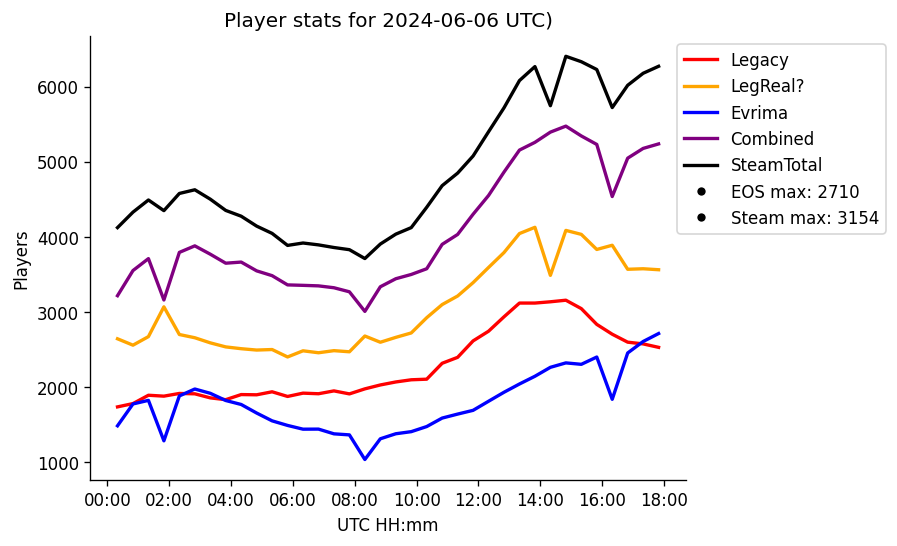 Player stats for 2024-06-06 UTC)
Legacy
LegReal?
Evrima
Combined
SteamTotal
EOS max: 2710
Steam max: 3154
Players
6000
5000
4000
3000
2000
1000
00:00 02:00 04:00 06:00 08:00 10:00 12:00 14:00 16:00 18:00
UTC HH:mm